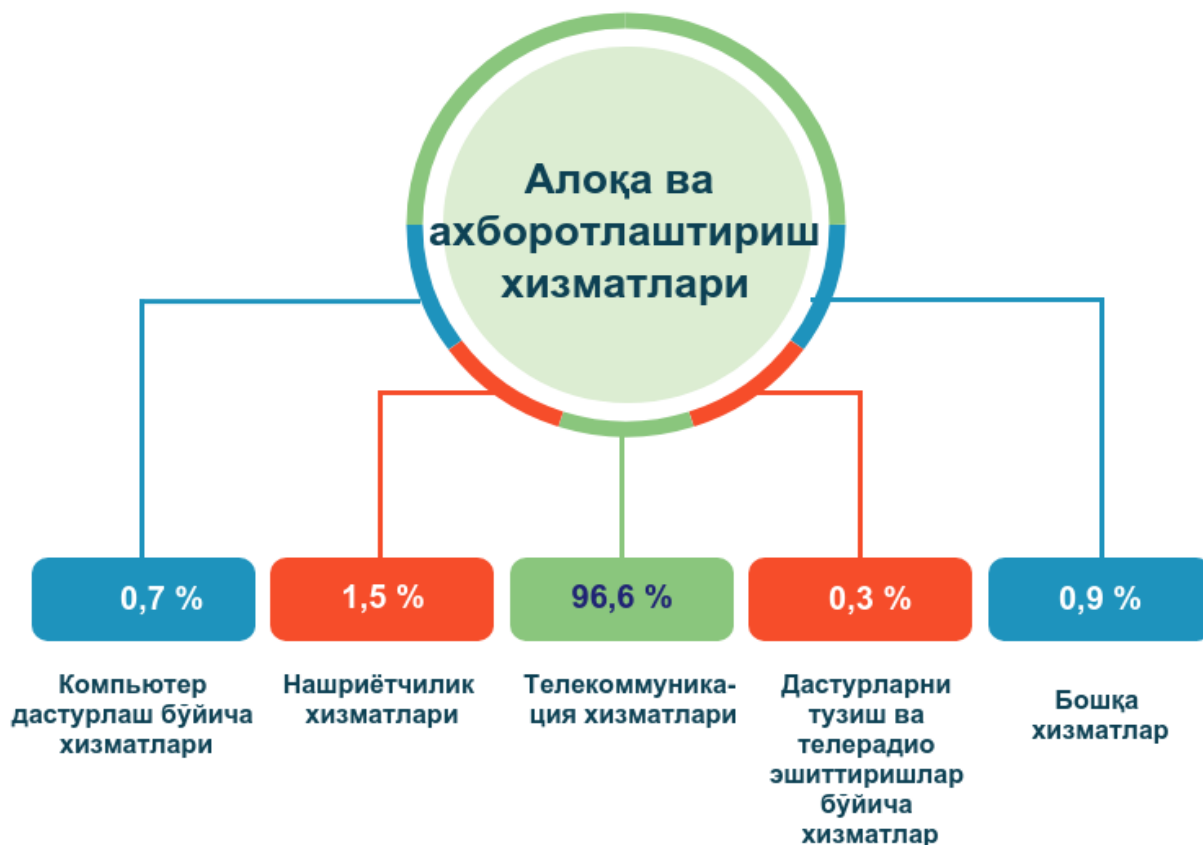 Алоқа ва
ахборотлаштириш
хизматлари
0,7 %
1,5 %
96,6 %
0,3 %
0,9 %
Компьютер
дастурлаш бўйича
хизматлари
Нашриётчилик
хизматлари
Телекоммуника-
ция хизматлари
Дастурларни
тузиш ва
телерадио
эшиттиришлар
бўйича
хизматлар
Бошқа
хизматлар